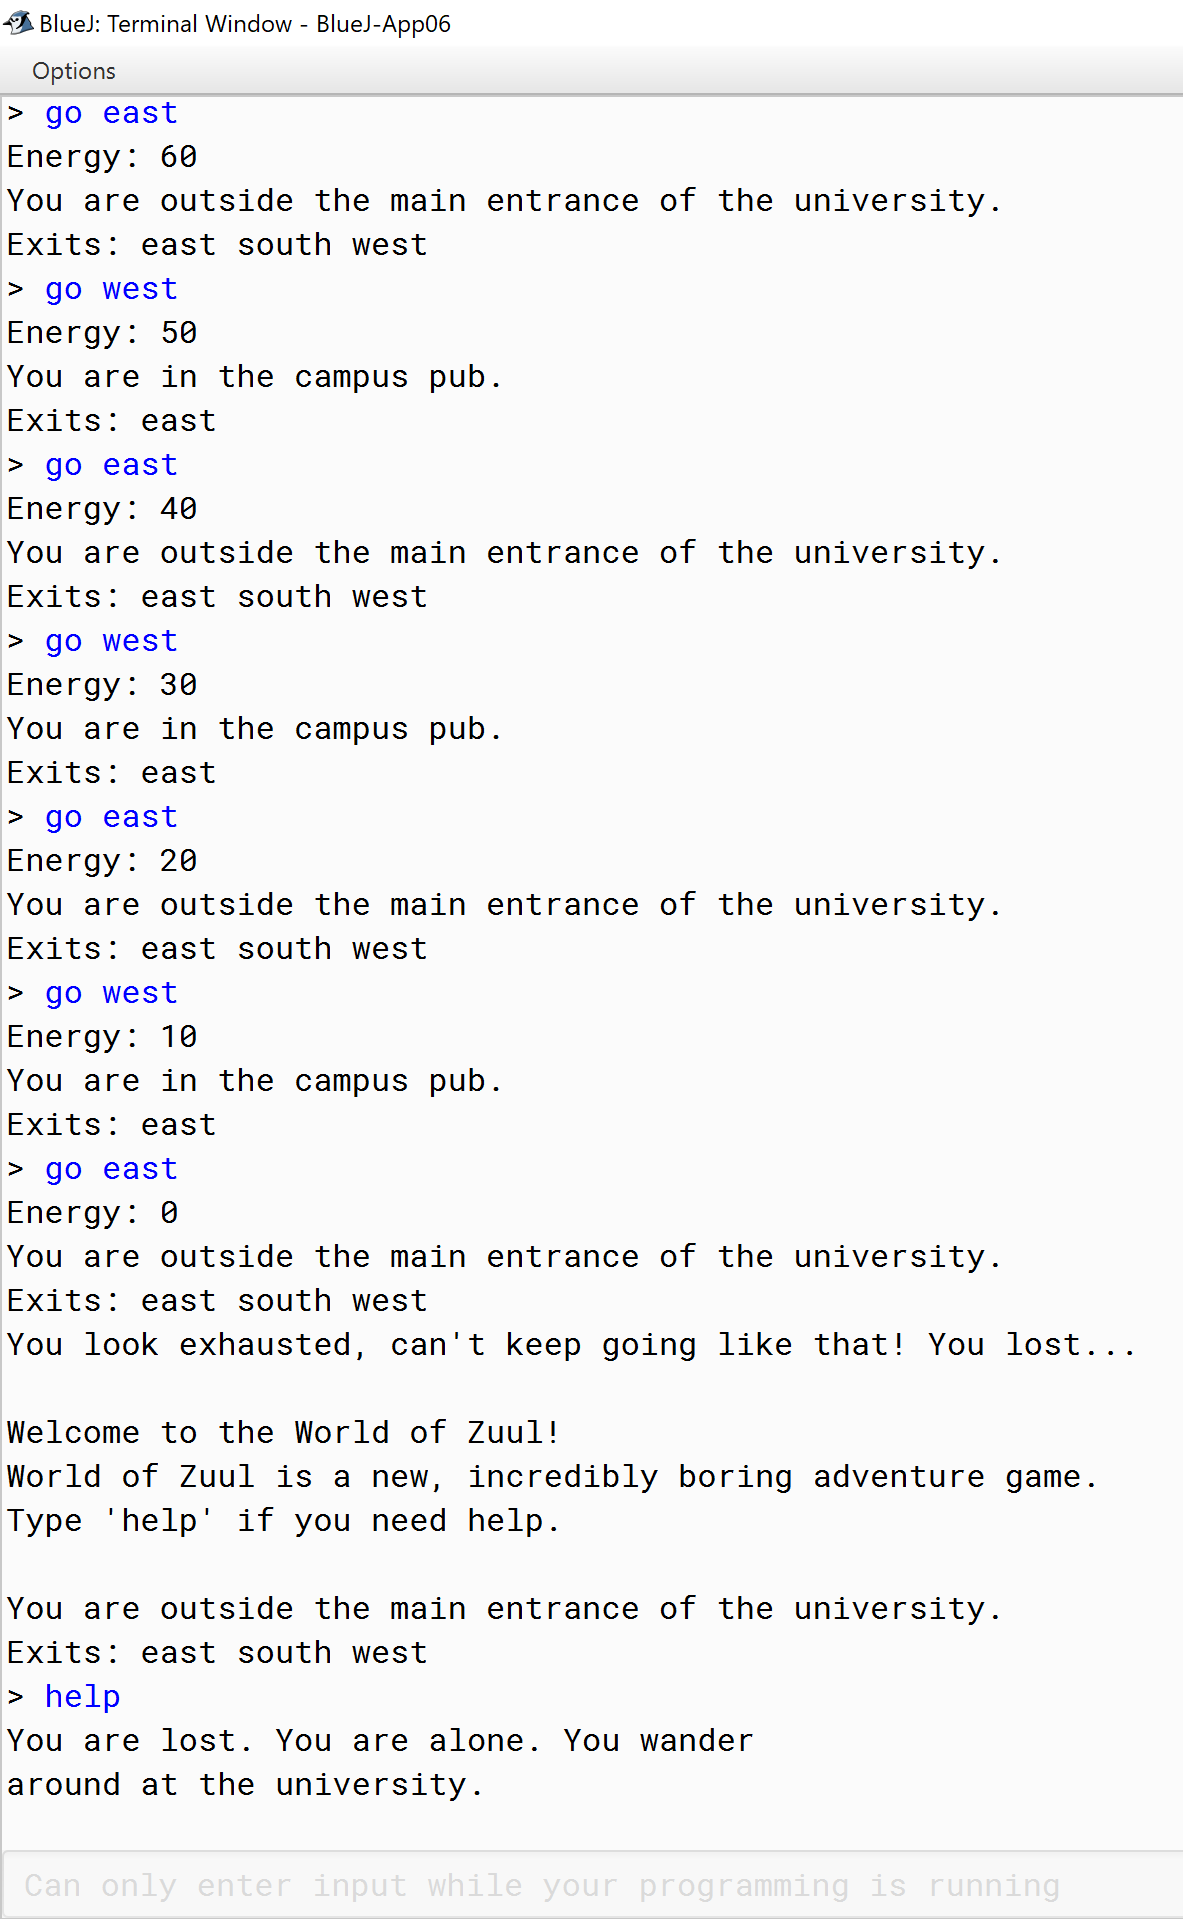 BlueJ: Terminal Window - BlueJ-App06
Options
> go east
Energy: 60
You are outside the main entrance of the university.
Exits: east south west
> go west
Energy: 50
You are in the campus pub.
Exits: east
> go east
Energy: 40
You are outside the main entrance of the university.
Exits: east south west
> go west
Energy: 30
You are in the campus pub.
Exits: east
> go east
Energy: 20
You are outside the main entrance of the university.
Exits: east south west
> go west
Energy: 10
You are in the campus pub.
Exits: east
> go east
Energy: 0
You are outside the main entrance of the university.
Exits: east south west
You look exhausted, can't keep going like that! You lost...
Welcome to the World of Zuul!
World of Zuul is a new, incredibly boring adventure game.
Type 'help' if you need help.
You are outside the main entrance of the university.
Exits: east south west
> help
You are lost. You are alone. You wander
around at the university.
Can only enter input while your programming is running